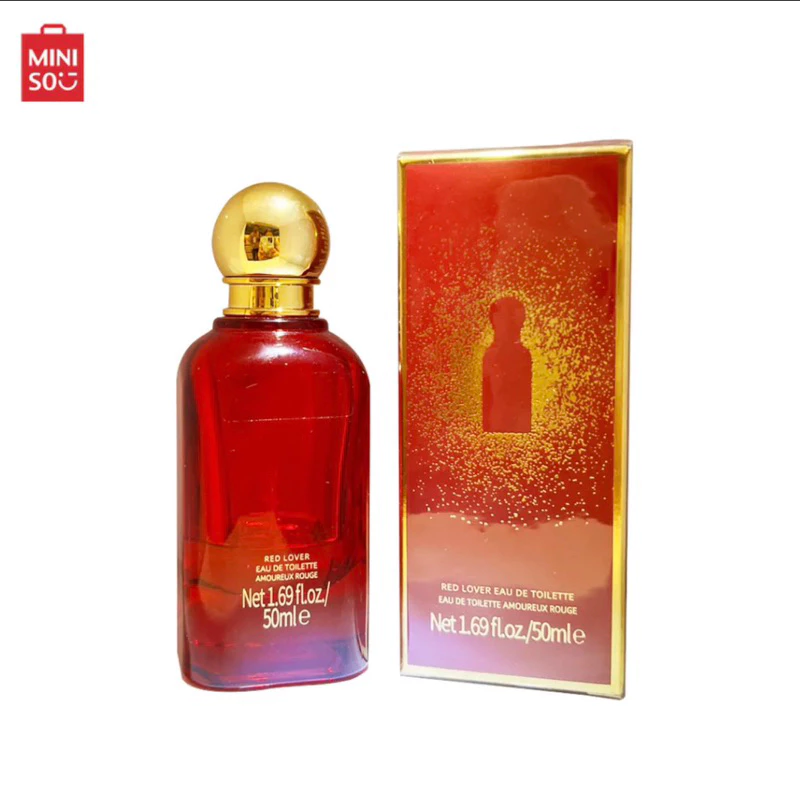 MINI
SO
RED LOVER
EAU DE TOILETTE
AMOUREUX ROUGE
Net 1.69 fl.oz./
50ml e
RED LOVER EAU DE TOILETTE
EAU DE TOILETTE AMOUREUX ROUGE
Net 1.69 fl.oz./50ml e